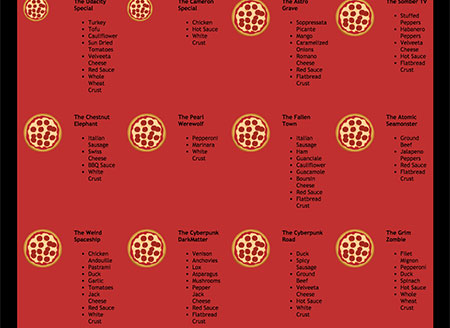 The Udacity
Special
Turkey
Tofu
Cauliflower
Sun Dried
Tomatoes
Velveeta
Cheese
Red Sauce
Whole
Wheat
Crust
The Cameron
Special
Chicken
Hot Sauce
White
Crust
The Astro
Grave
Soppressata
Picante
Mango
Caramelized
Onions
Romano
Cheese
Red Sauce
Flatbread
Crust
The Somber TV
Stuffed
Peppers
Habanero
Peppers
Velveeta
Cheese
Hot Sauce
Flatbread
Crust
The Chestnut
Elephant
Italian
Sausage
Swiss
Cheese
BBQ Sauce
White
Crust
The Pearl
Werewolf
Pepperoni
Marinara
White
Crust
The Fallen
Town
Italian
Sausage
Ham
Guanciale
Cauliflower
Guacamole
Boursin
Cheese
Red Sauce
Flatbread
Crust
The Atomic
Seamonster
Ground
Beef
Jalapeno
Peppers
Red Sauce
Flatbread
Crust
The Weird
Spaceship
Chicken
Andouille
Pastrami
Duck
Garlic
Tomatoes
Jack
Cheese
Red Sauce
White
Crust
The Cyberpunk
DarkMatter
Venison
Anchovies
Lox
Asparagus
Mushrooms
Pepper
Jack
Cheese
Red Sauce
Flatbread
Crust
The Cyberpunk
Road
Duck
Spicy
Sausage
Ground
Beef
Velveeta
Cheese
Hot Sauce
White
Crust
The Grim
Zombie
Filet
Mignon
Pepperoni
Duck
Spinach
Hot Sauce
Whole
Wheat
Crust